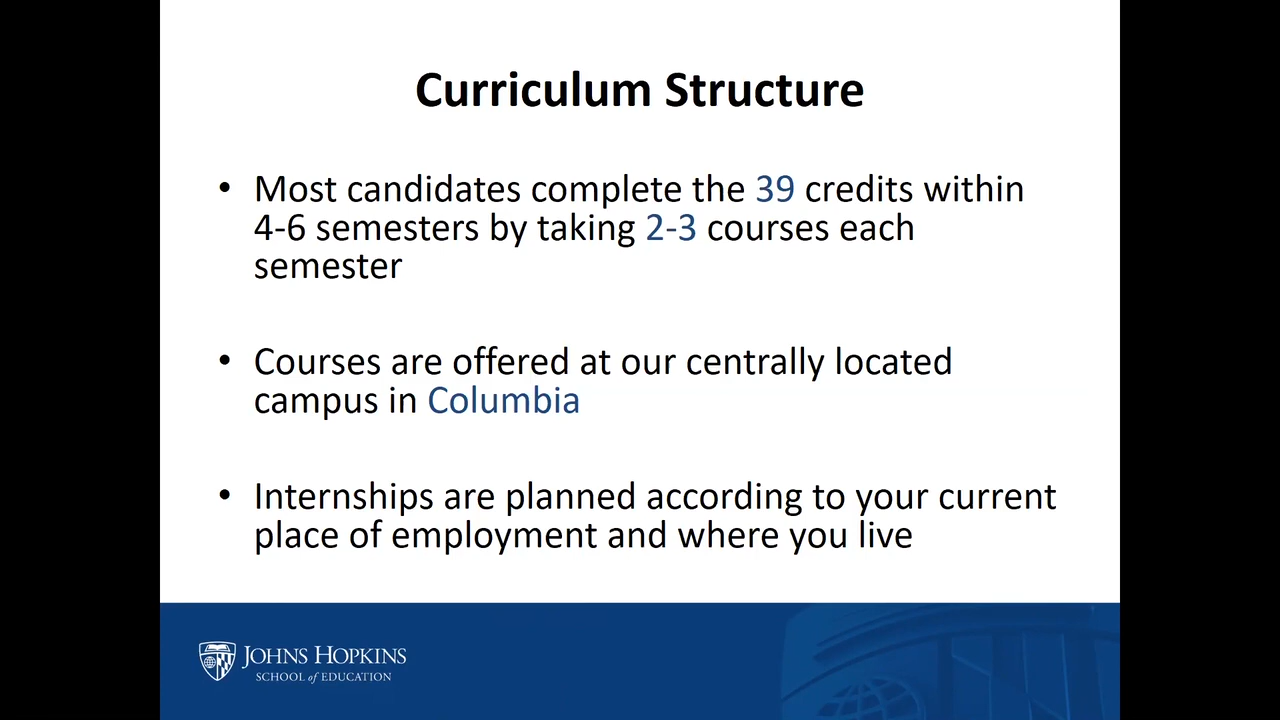 Curriculum Structure
• Most candidates complete the 39 credits within
4-6 semesters by taking 2-3 courses each
semester
• Courses are offered at our centrally located
campus in Columbia
• Internships are planned according to your current
place of employment and where you live
JOHNS HOPKINS
SCHOOL of EDUCATION